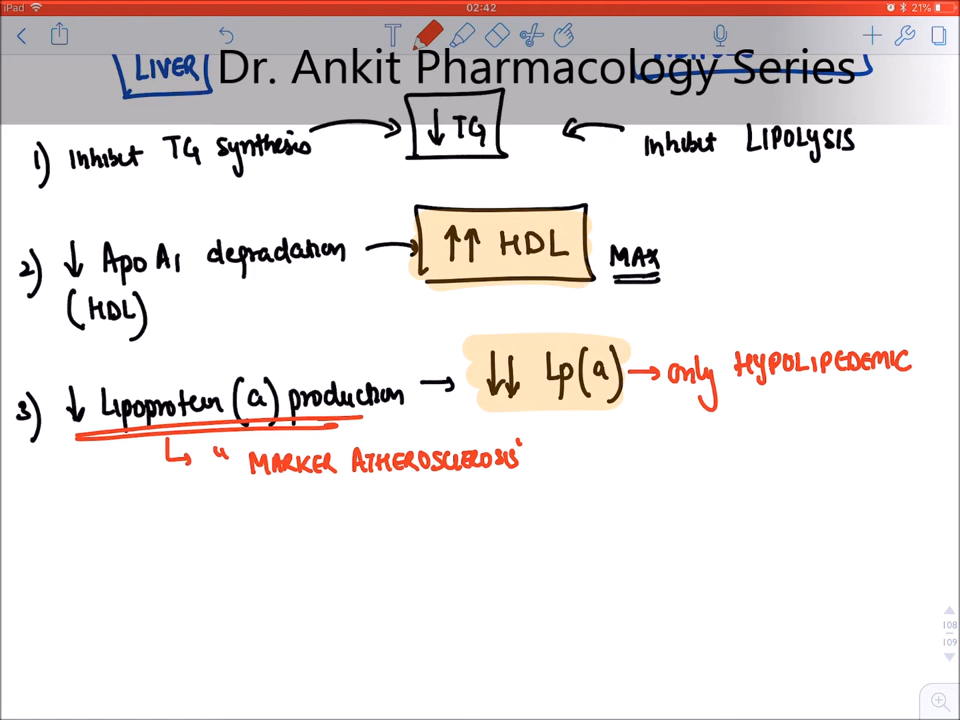 iPad 02:42 21%
LIVER Dr. Ankit Pharmacology Series
1) Inhibit TG synthesis ↓ TG Inhibit LIPOLYSIS
2) ↓ Apo A1 degradation ↑↑ HDL MAX
(HDL)
3) ↓ Lipoprotein (a) production → ↓↓ Lp(a) → only HYPOLIPEDEMIC
" MARKER ATHEROSCLEROSIS"
108
109